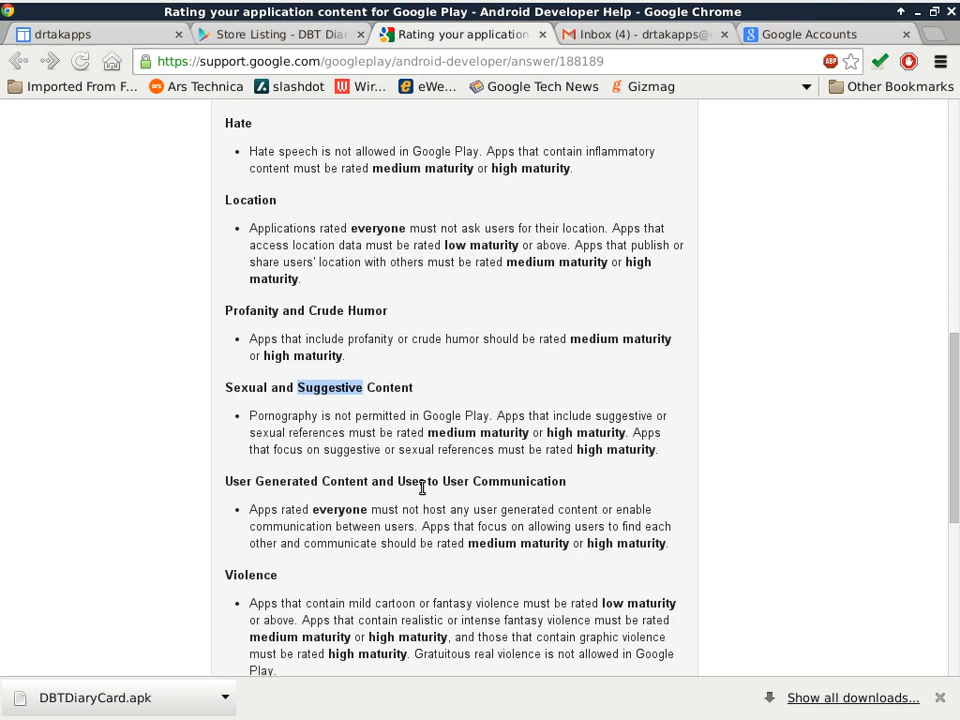 Rating your application content for Google Play - Android Developer Help - Google Chrome
drtakapps
Store Listing - DBT Diar
Rating your application
Inbox (4) - drtakapps@
Google Accounts
https://support.google.com/googleplay/android-developer/answer/188189
ABP
Imported From F...
Ars Technica
slashdot
Wir...
eWe...
Google Tech News
Gizmag
Other Bookmarks
Hate
• Hate speech is not allowed in Google Play. Apps that contain inflammatory
content must be rated medium maturity or high maturity.
Location
• Applications rated everyone must not ask users for their location. Apps that
access location data must be rated low maturity or above. Apps that publish or
share users' location with others must be rated medium maturity or high
maturity.
Profanity and Crude Humor
• Apps that include profanity or crude humor should be rated medium maturity
or high maturity.
Sexual and Suggestive Content
• Pornography is not permitted in Google Play. Apps that include suggestive or
sexual references must be rated medium maturity or high maturity. Apps
that focus on suggestive or sexual references must be rated high maturity.
User Generated Content and User to User Communication
• Apps rated everyone must not host any user generated content or enable
communication between users. Apps that focus on allowing users to find each
other and communicate should be rated medium maturity or high maturity.
Violence
• Apps that contain mild cartoon or fantasy violence must be rated low maturity
or above. Apps that contain realistic or intense fantasy violence must be rated
medium maturity or high maturity, and those that contain graphic violence
must be rated high maturity. Gratuitous real violence is not allowed in Google
Play.
DBTDiaryCard.apk
Show all downloads...